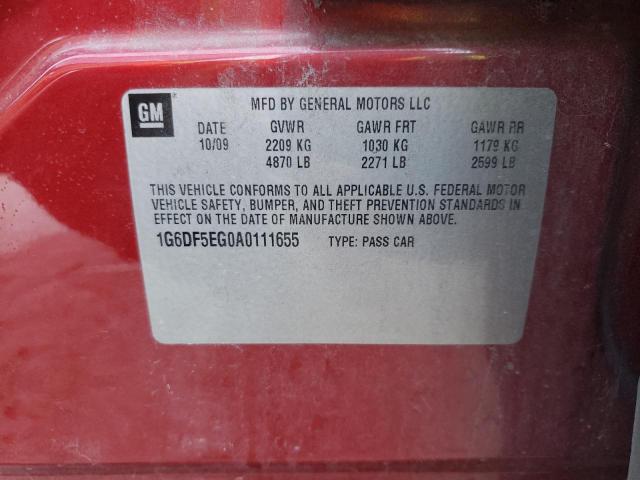 GM
MFD BY GENERAL MOTORS LLC
DATE GVWR GAWR FRT GAWR RR
10/09 2209 KG 1030 KG 1179 KG
4870 LB 2271 LB 2599 LB
THIS VEHICLE CONFORMS TO ALL APPLICABLE U.S. FEDERAL MOTOR
VEHICLE SAFETY, BUMPER, AND THEFT PREVENTION STANDARDS IN
EFFECT ON THE DATE OF MANUFACTURE SHOWN ABOVE.
1G6DF5EG0A0111655 TYPE: PASS CAR